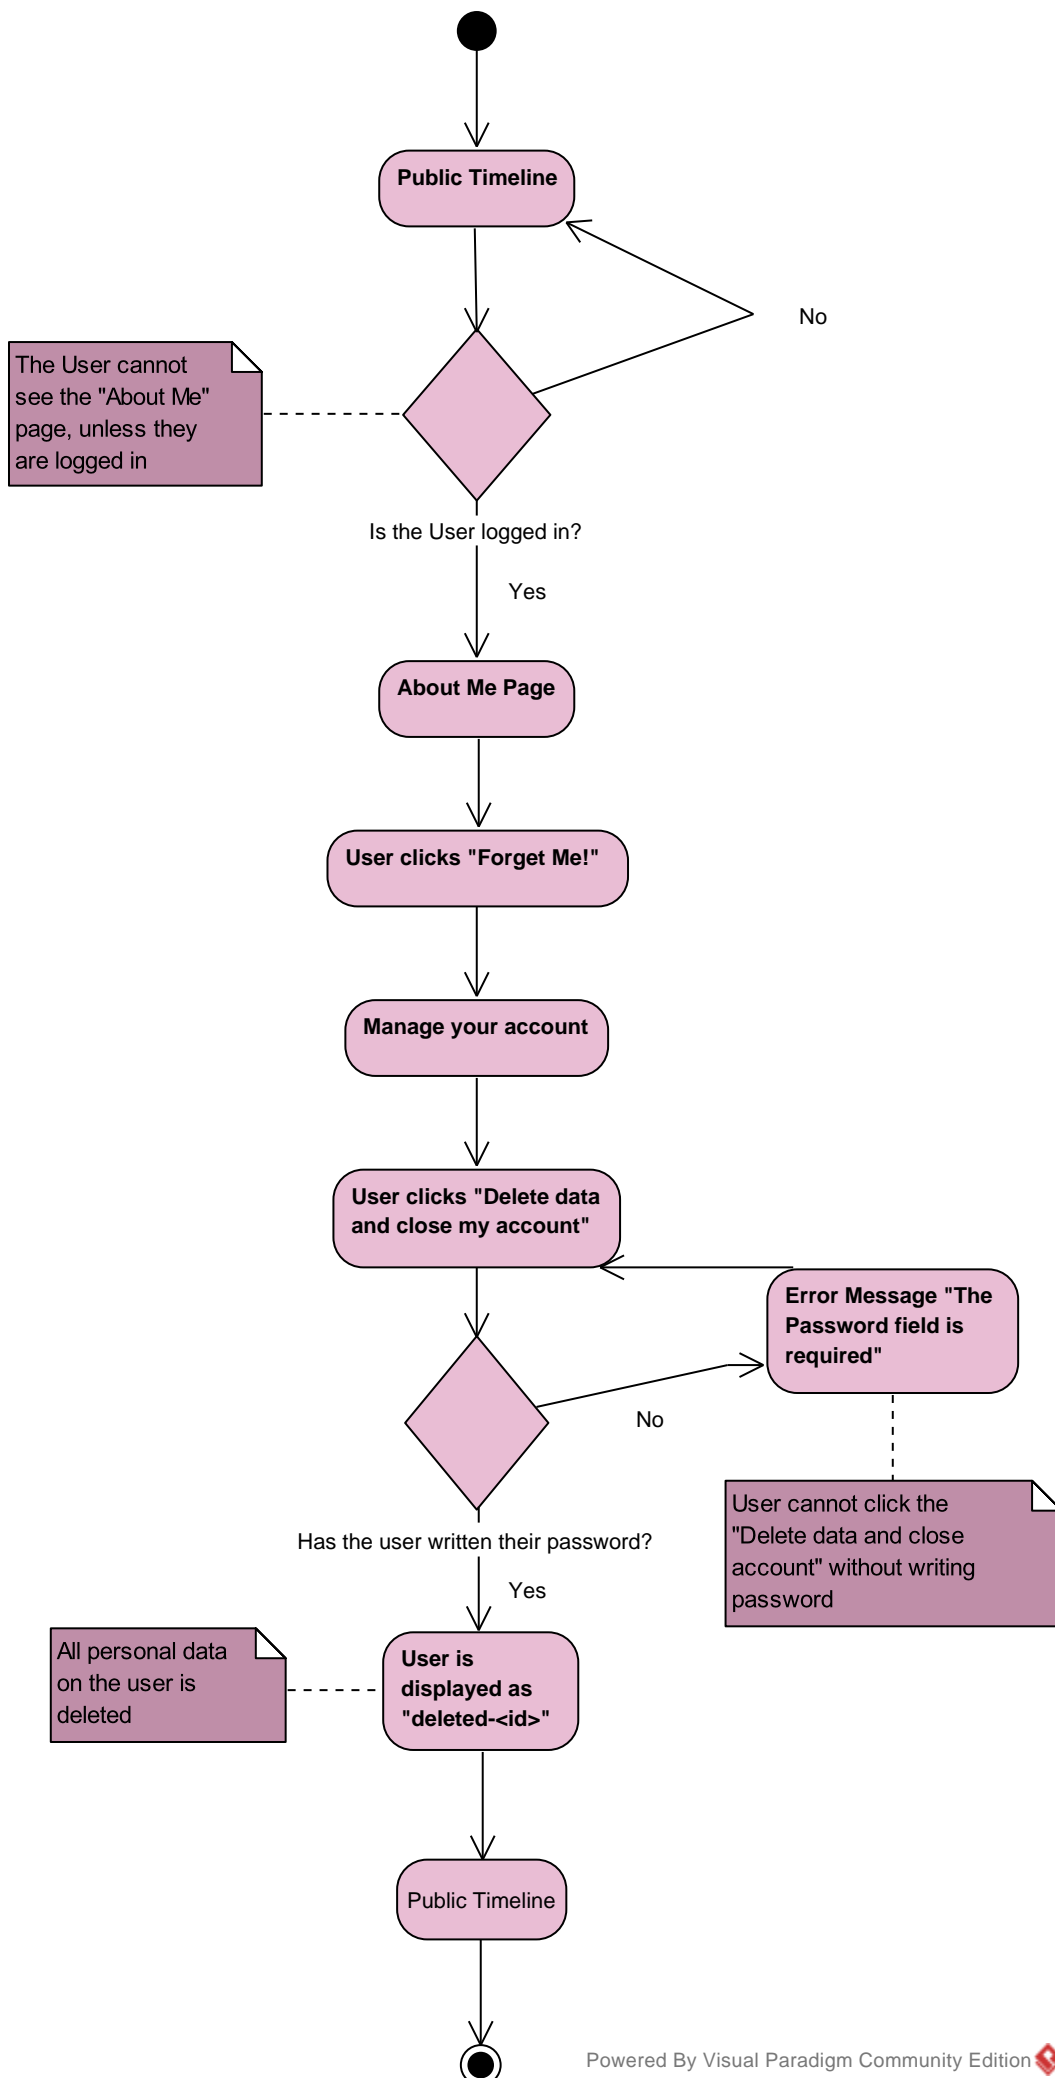 Public Timeline
No
The User cannot
see the "About Me"
page, unless they
are logged in
Is the User logged in?
Yes
About Me Page
User clicks "Forget Me!"
Manage your account
User clicks "Delete data
and close my account"
Error Message "The
Password field is
required"
No
User cannot click the
"Delete data and close
account" without writing
password
Has the user written their password?
Yes
All personal data
on the user is
deleted
User is
displayed as
"deleted-<id>"
Public Timeline
Powered By Visual Paradigm Community Edition